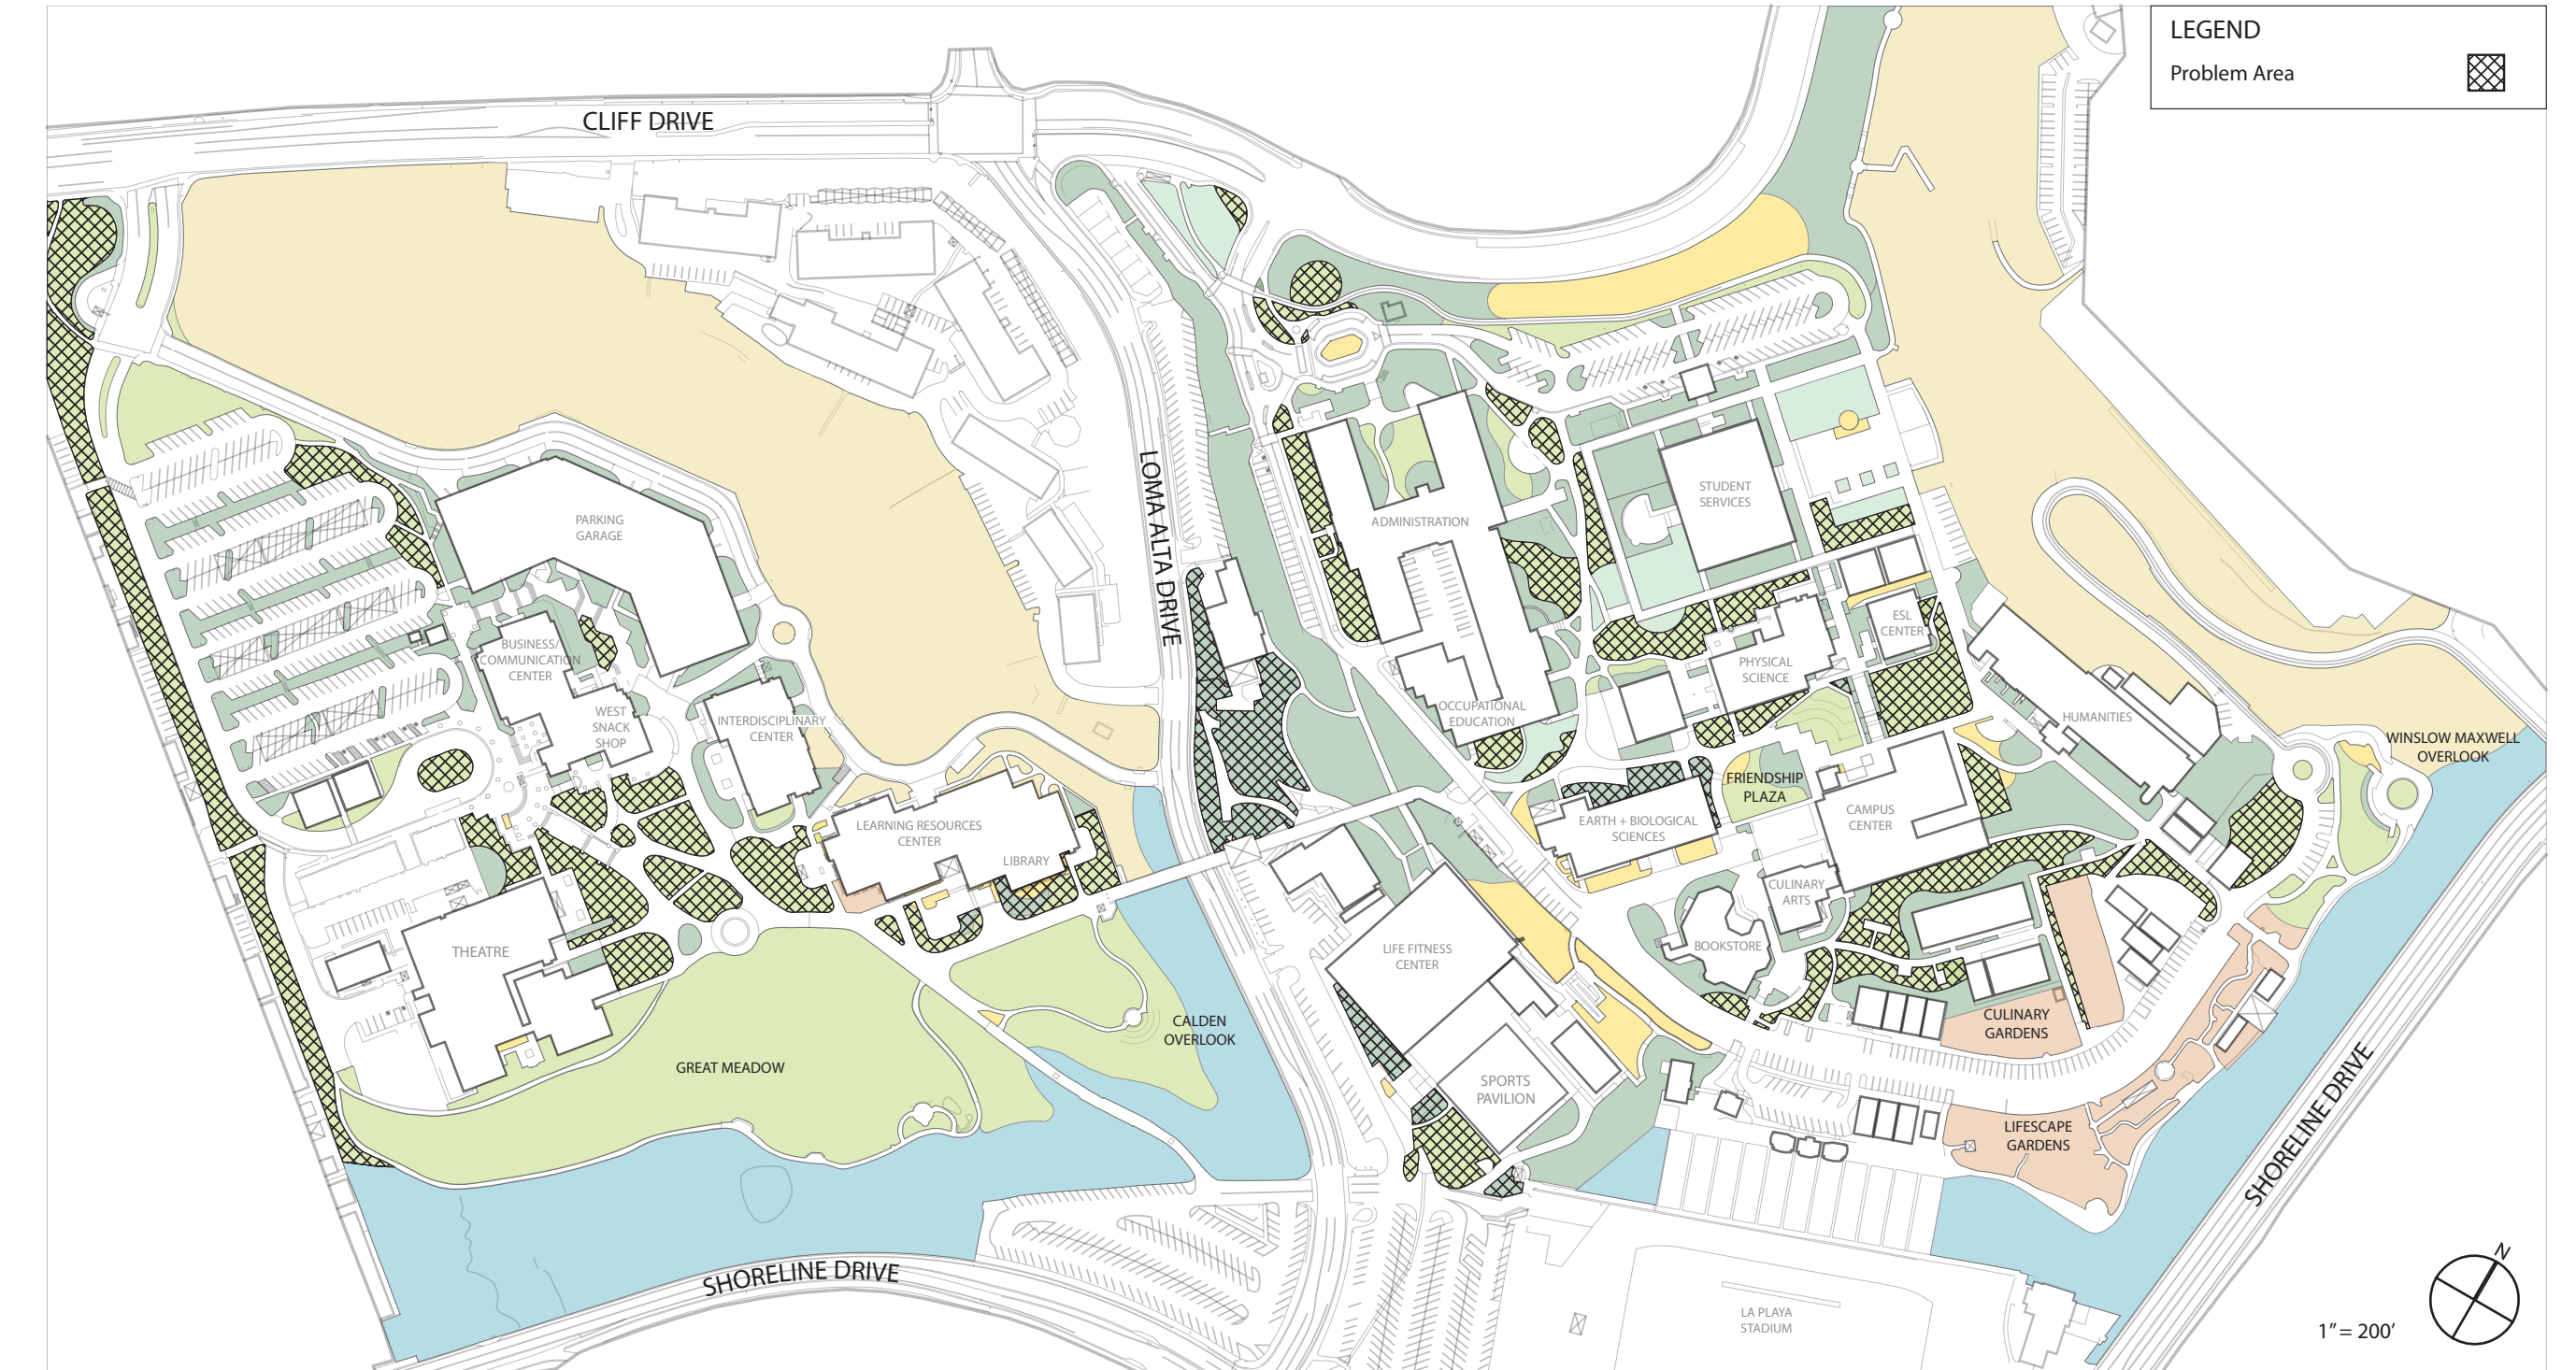 LEGEND
Problem Area
CLIFF DRIVE
LOMA ALTA DRIVE
PARKING
GARAGE
BUSINESS/
COMMUNICATION
CENTER
WEST
SNACK
SHOP
INTERDISCIPLINARY
CENTER
LEARNING RESOURCES
CENTER
LIBRARY
THEATRE
GREAT MEADOW
CALDEN
OVERLOOK
SHORELINE DRIVE
ADMINISTRATION
STUDENT
SERVICES
OCCUPATIONAL
EDUCATION
PHYSICAL
SCIENCE
ESL
CENTER
HUMANITIES
WINSLOW MAXWELL
OVERLOOK
FRIENDSHIP
PLAZA
EARTH + BIOLOGICAL
SCIENCES
CAMPUS
CENTER
CULINARY
ARTS
BOOKSTORE
LIFE FITNESS
CENTER
SPORTS
PAVILION
CULINARY
GARDENS
LIFESCAPE
GARDENS
SHORELINE DRIVE
LA PLAYA
STADIUM
N
1" = 200'